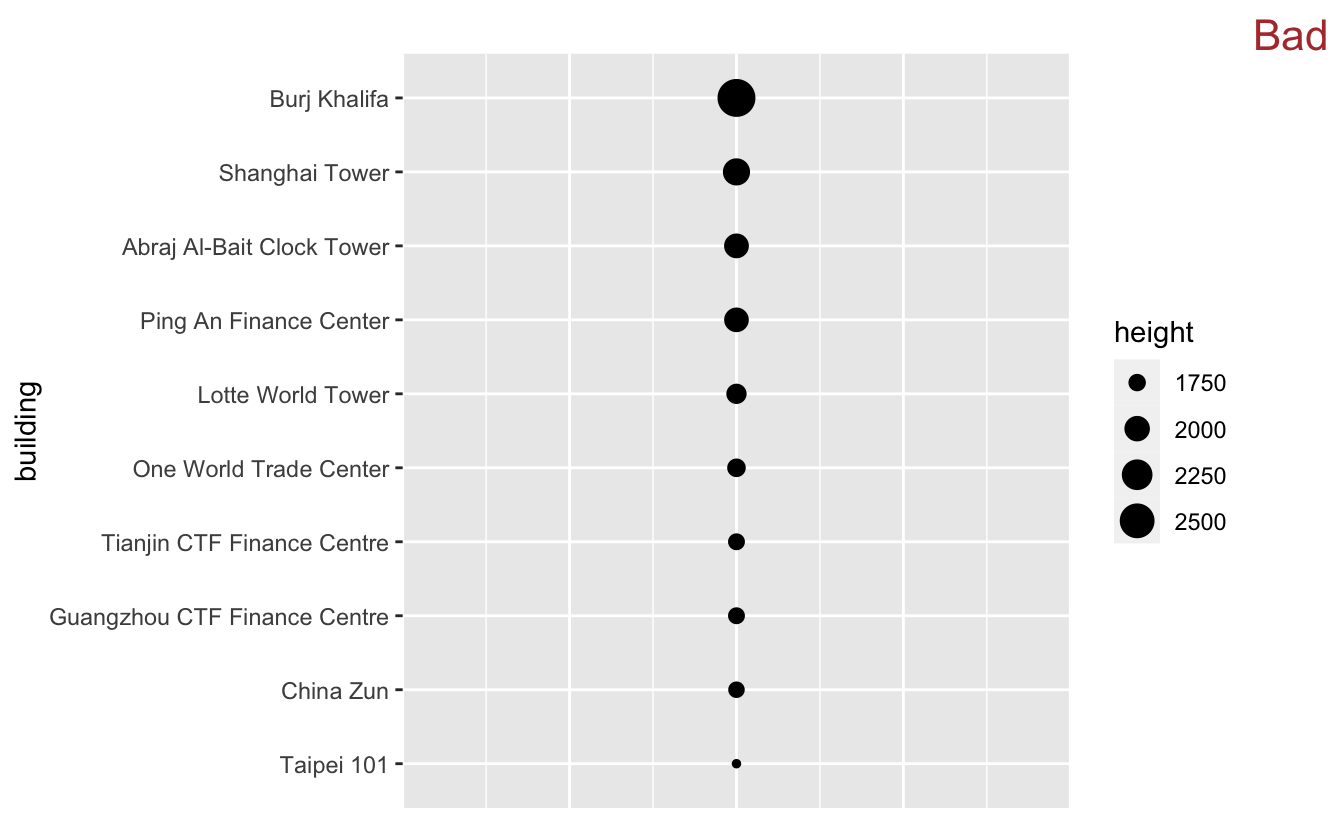 Bad
Burj Khalifa
Shanghai Tower
Abraj Al-Bait Clock Tower
Ping An Finance Center
Lotte World Tower
One World Trade Center
Tianjin CTF Finance Centre
Guangzhou CTF Finance Centre
China Zun
Taipei 101
building
height
1750
2000
2250
2500